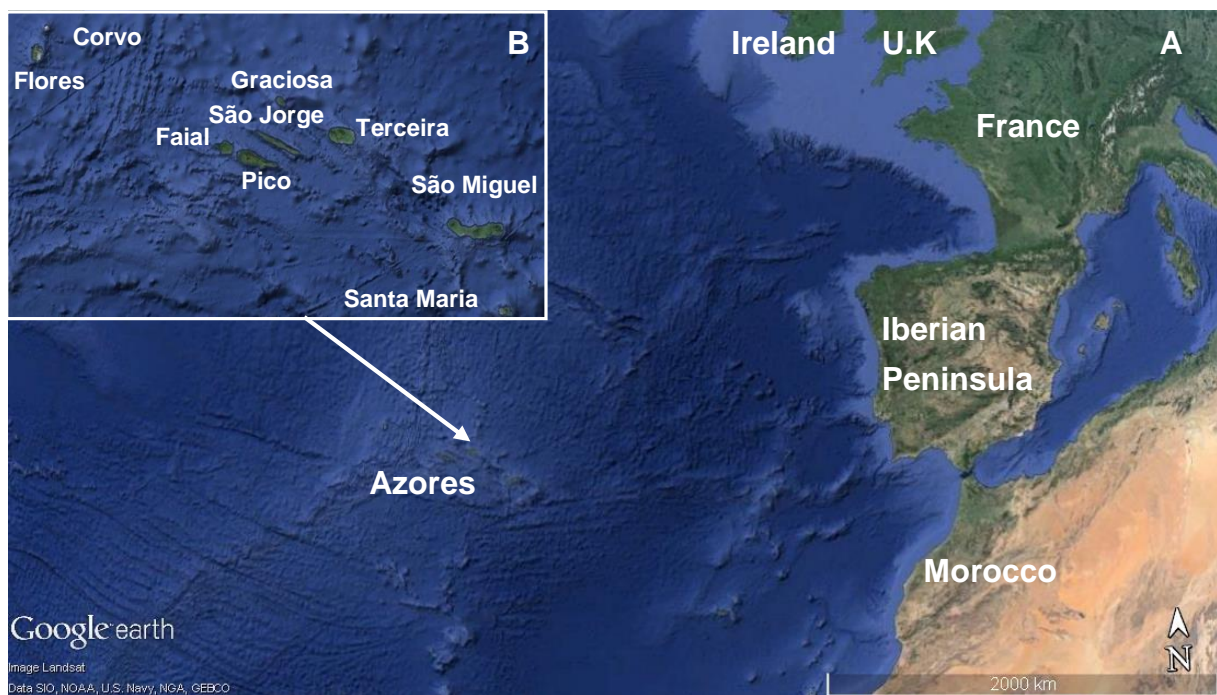 Corvo
B
Flores
Graciosa
São Jorge
Faial
Terceira
Pico
São Miguel
Santa Maria
Ireland
U.K
A
France
Iberian
Peninsula
Azores
Morocco
Google earth
Image Landsat
Data SIO, NOAA, U.S. Navy, NGA, GEBCO
N
2000 km